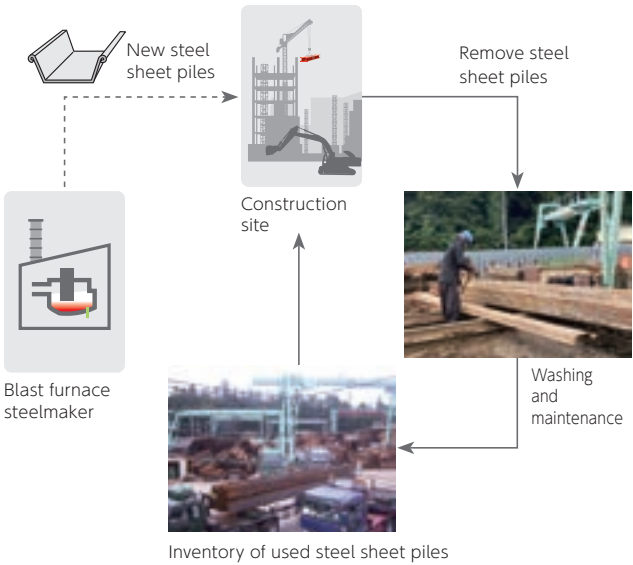 New steel
sheet piles
Remove steel
sheet piles
Construction
site
Blast furnace
steelmaker
Washing
and
maintenance
Inventory of used steel sheet piles